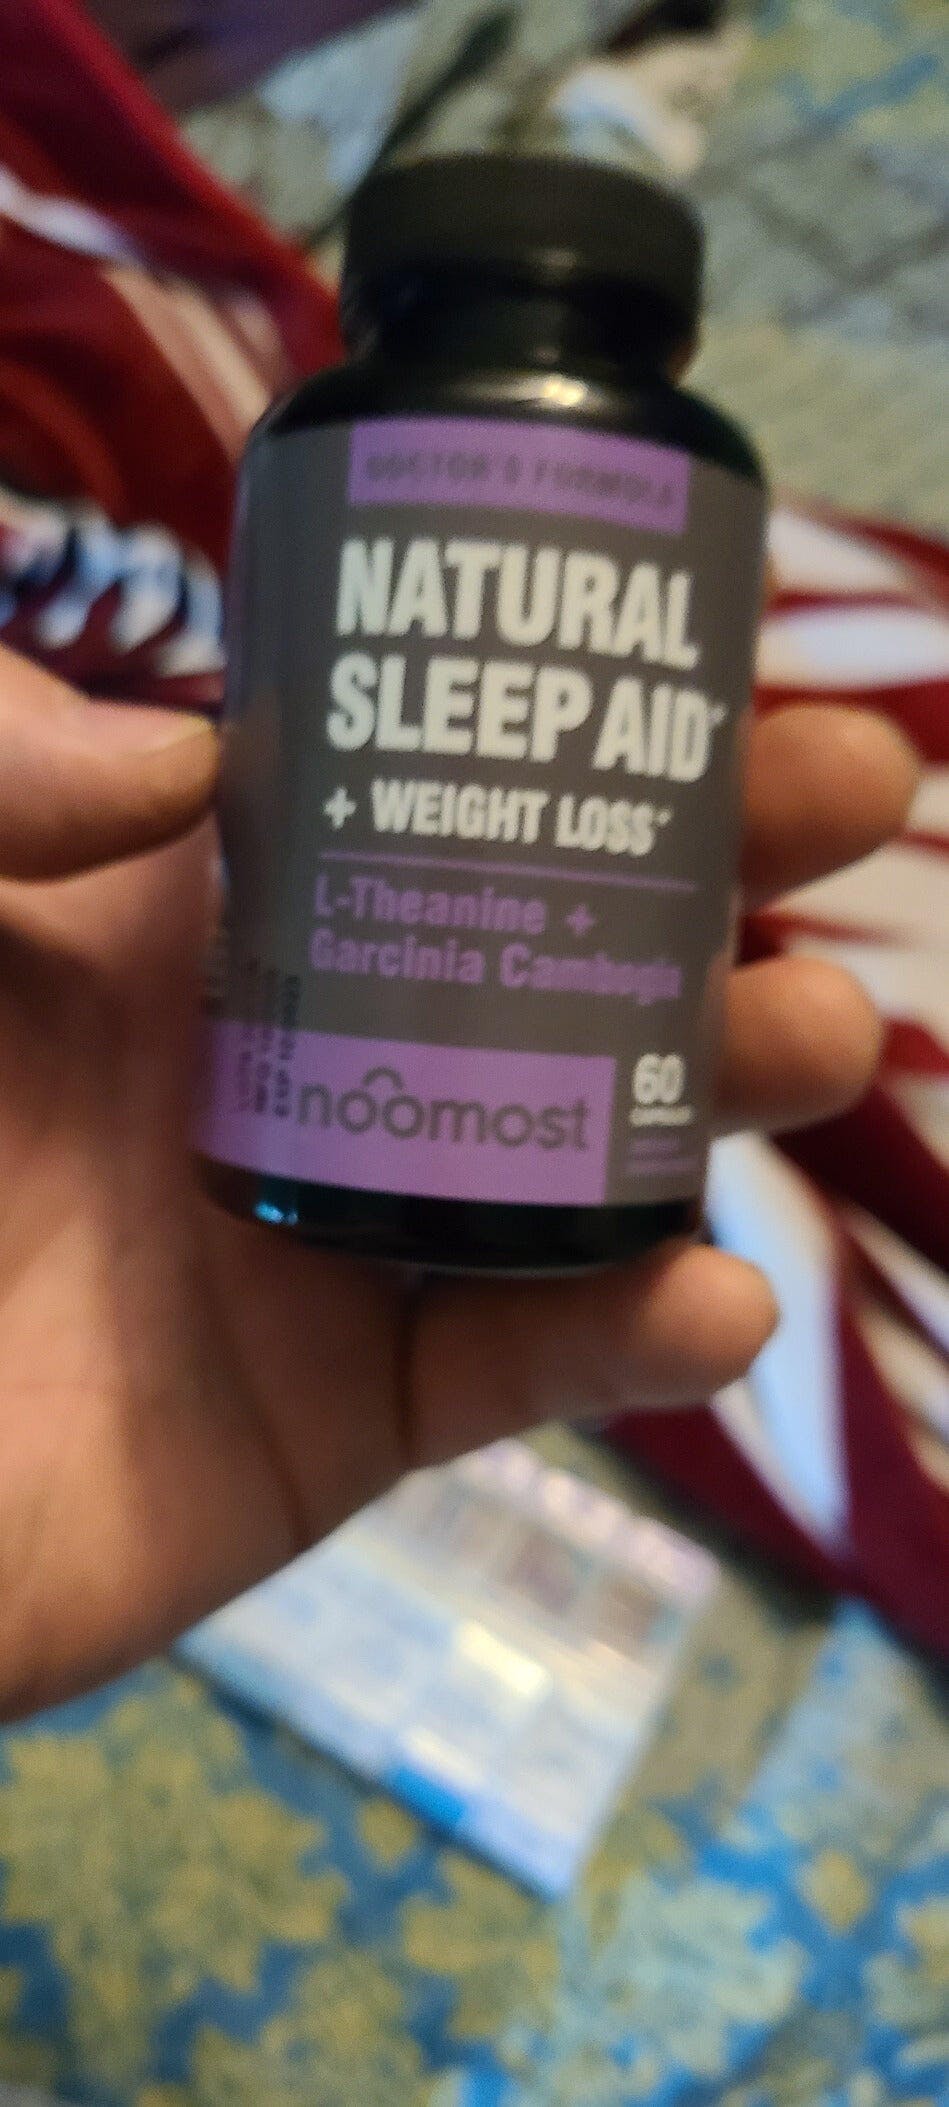 DOCTOR'S FORMULA
NATURAL
SLEEP AID*
+ WEIGHT LOSS*
L-Theanine +
Garcinia Cambogia
noomost
60